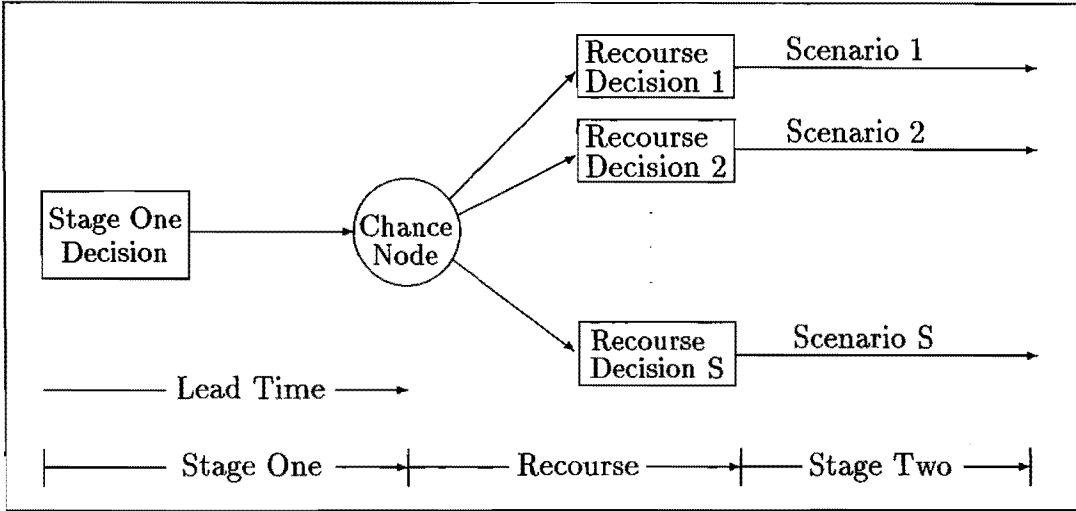 Recourse
Decision 1
Scenario 1
Recourse
Decision 2
Scenario 2
Stage One
Decision
Chance
Node
Recourse
Decision S
Scenario S
Lead Time
Stage One
Recourse
Stage Two